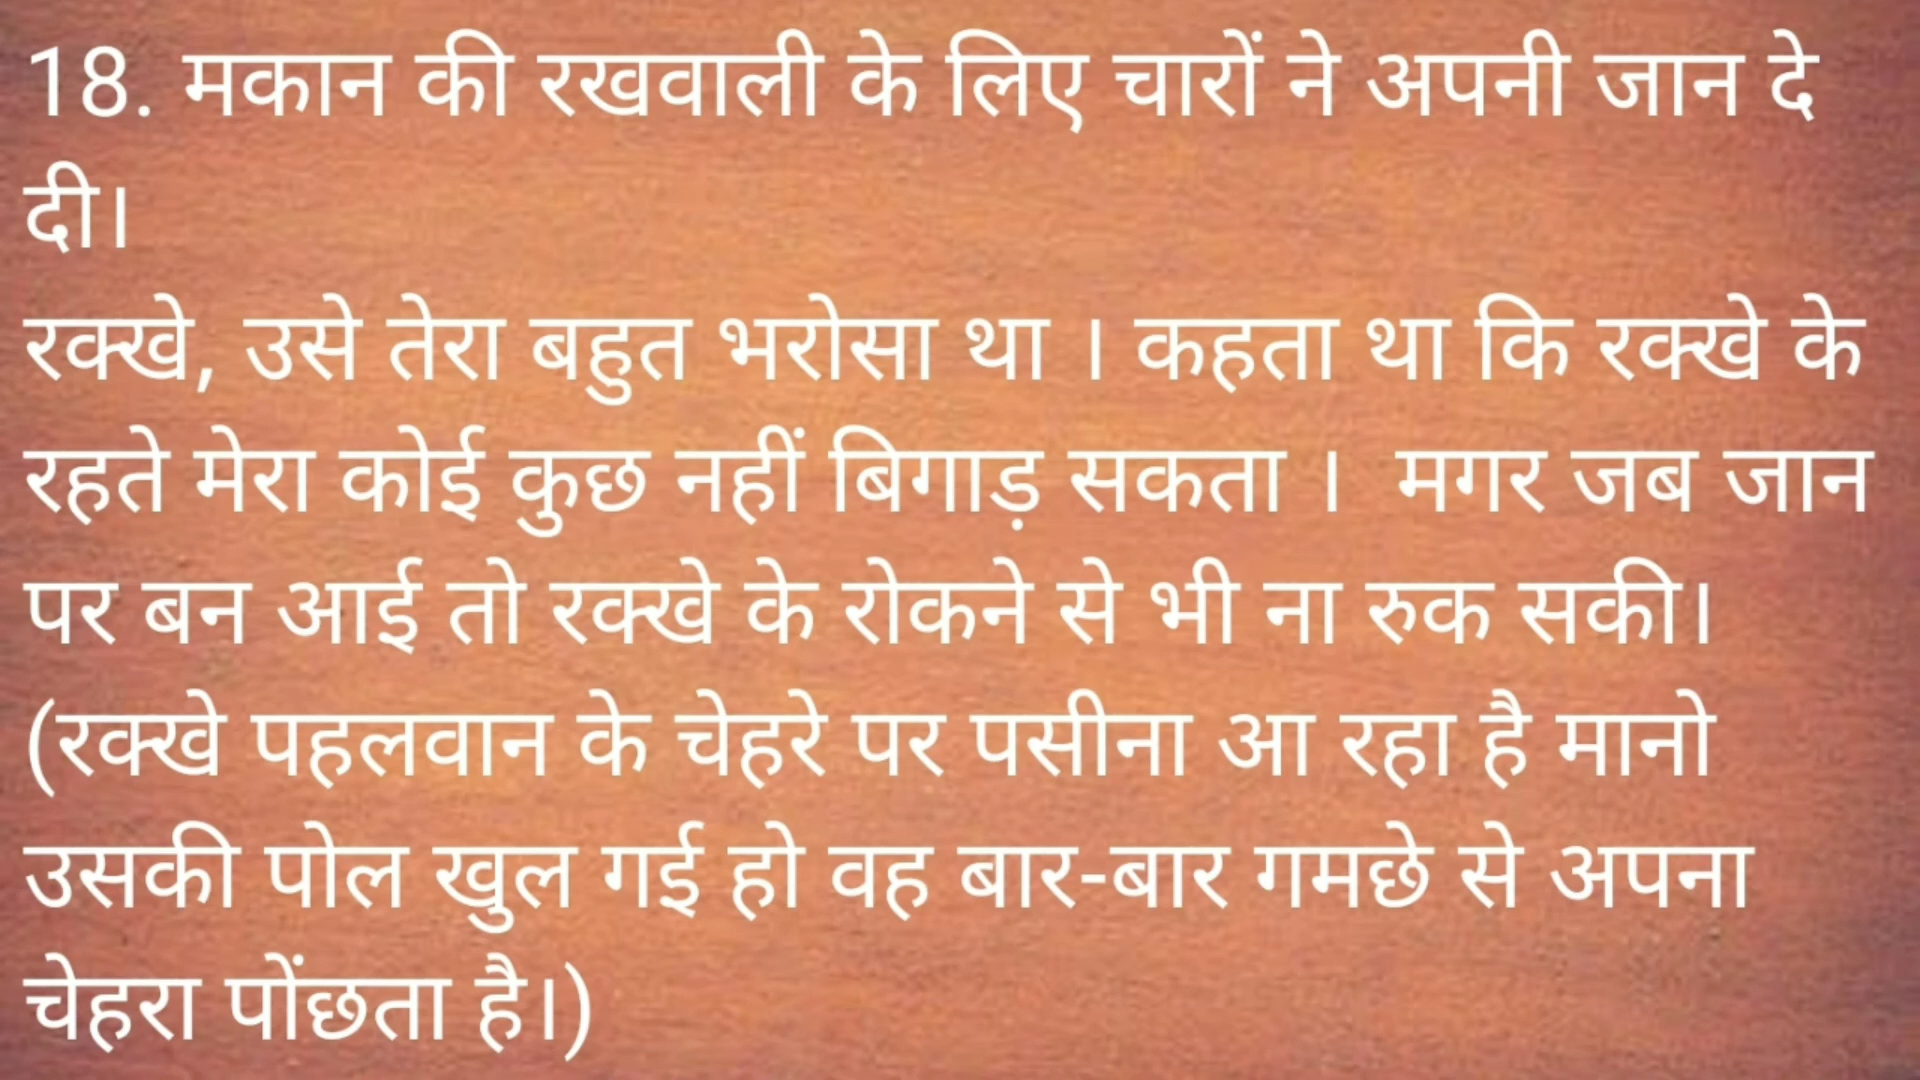 18. मकान की रखवाली के लिए चारों ने अपनी जान दे
दी।
रक्खे, उसे तेरा बहुत भरोसा था । कहता था कि रक्खे के
रहते मेरा कोई कुछ नहीं बिगाड़ सकता ।  मगर जब जान
पर बन आई तो रक्खे के रोकने से भी ना रुक सकी।
(रक्खे पहलवान के चेहरे पर पसीना आ रहा है मानो
उसकी पोल खुल गई हो वह बार-बार गमछे से अपना
चेहरा पोंछता है।)